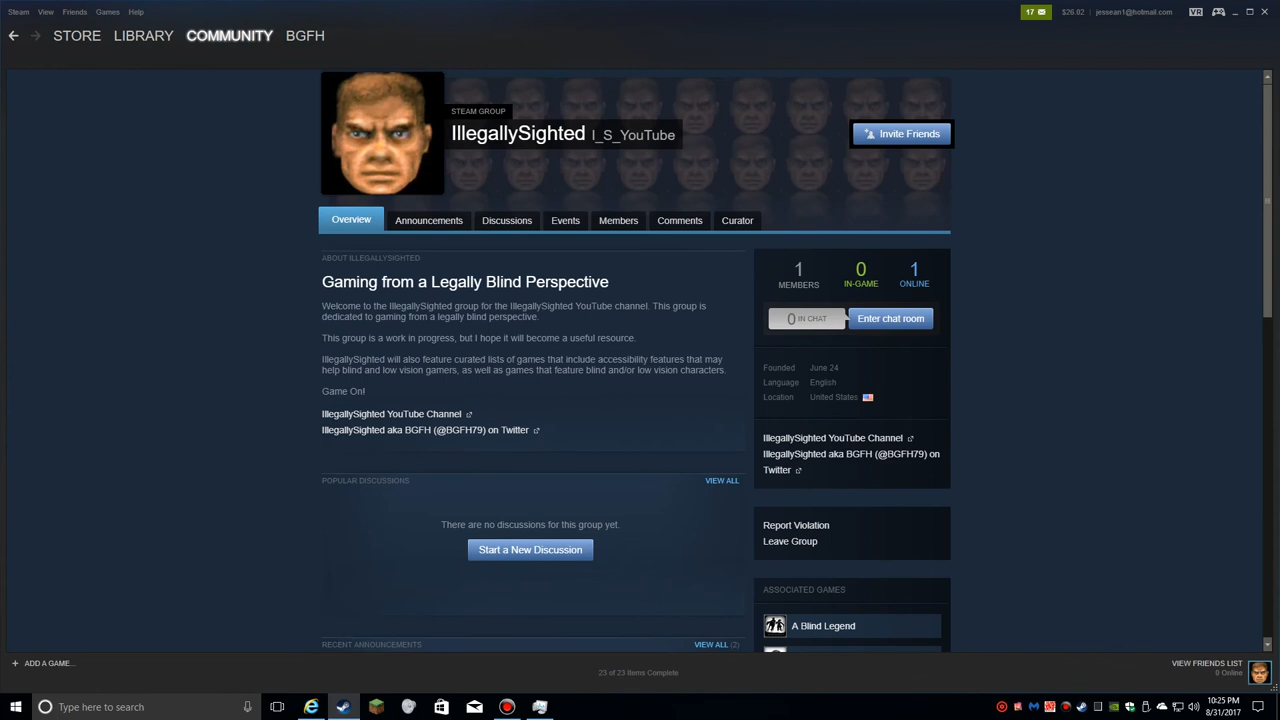 Steam View Friends Games Help
17 $26.02 jessean1@hotmail.com VR
STORE LIBRARY COMMUNITY BGFH
STEAM GROUP
IllegallySighted I_S_YouTube
Invite Friends
Overview Announcements Discussions Events Members Comments Curator
ABOUT ILLEGALLYSIGHTED
Gaming from a Legally Blind Perspective
Welcome to the IllegallySighted group for the IllegallySighted YouTube channel. This group is
dedicated to gaming from a legally blind perspective.
This group is a work in progress, but I hope it will become a useful resource.
IllegallySighted will also feature curated lists of games that include accessibility features that may
help blind and low vision gamers, as well as games that feature blind and/or low vision characters.
Game On!
IllegallySighted YouTube Channel
IllegallySighted aka BGFH (@BGFH79) on Twitter
POPULAR DISCUSSIONS VIEW ALL
There are no discussions for this group yet.
Start a New Discussion
RECENT ANNOUNCEMENTS VIEW ALL (2)
1 0 1
MEMBERS IN-GAME ONLINE
0 IN CHAT Enter chat room
Founded June 24
Language English
Location United States
IllegallySighted YouTube Channel
IllegallySighted aka BGFH (@BGFH79) on
Twitter
Report Violation
Leave Group
ASSOCIATED GAMES
A Blind Legend
ADD A GAME...
23 of 23 Items Complete
VIEW FRIENDS LIST
0 Online
Type here to search
10:25 PM
8/31/2017